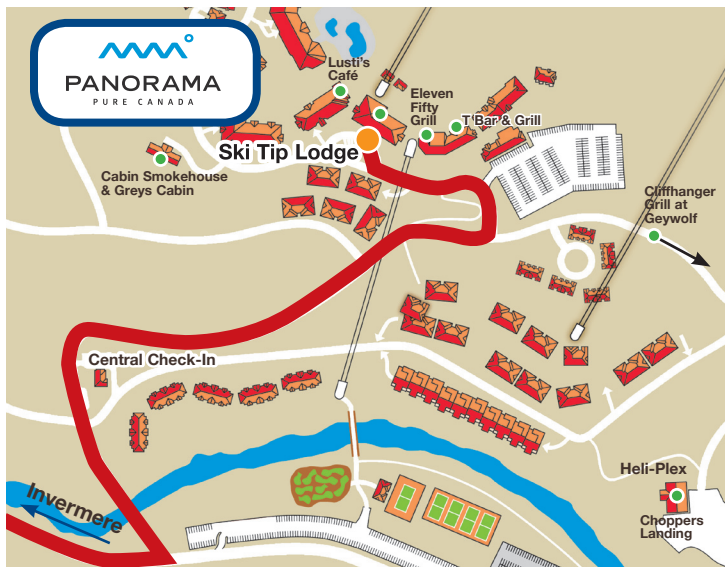 PANORAMA
PURE CANADA
Lusti's
Café
Eleven
Fifty
Grill
T Bar & Grill
Ski Tip Lodge
Cabin Smokehouse
& Greys Cabin
Cliffhanger
Grill at
Geywolf
Central Check-In
Heli-Plex
Choppers
Landing
Invermere